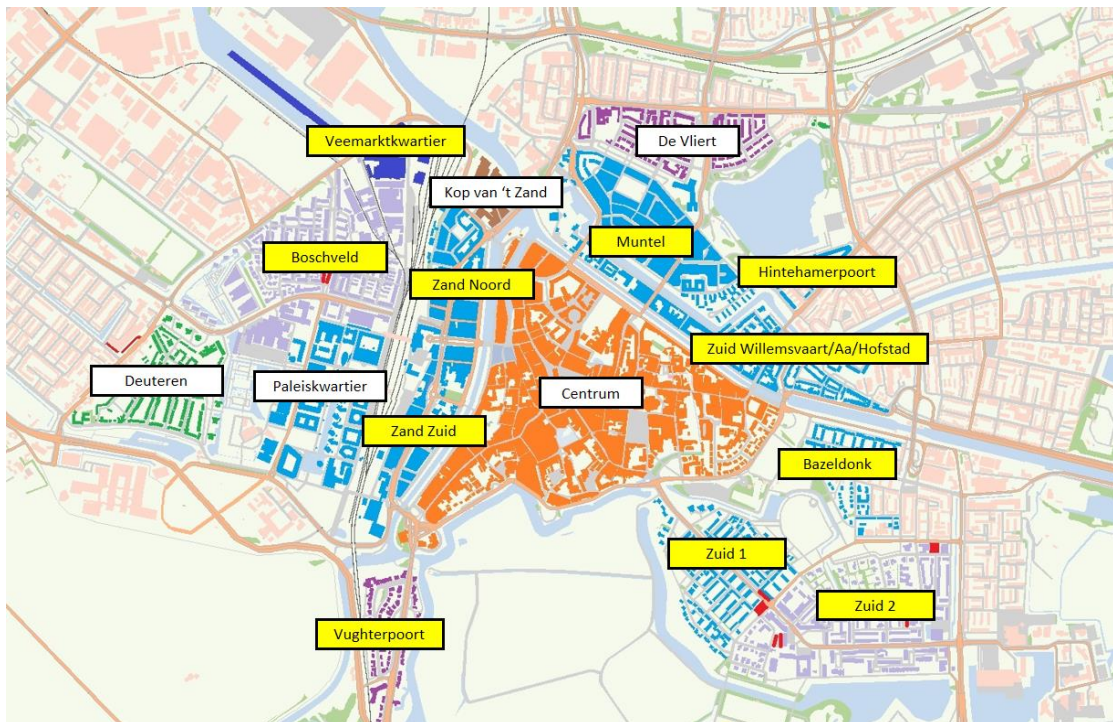 Veemarktkwartier
De Vliert
Kop van ‘t Zand
Muntel
Boschveld
Hintehamerpoort
Zand Noord
Zuid Willemsvaart/Aa/Hofstad
Deuteren
Paleiskwartier
Centrum
Zand Zuid
Bazeldonk
Zuid 1
Zuid 2
Vughterpoort